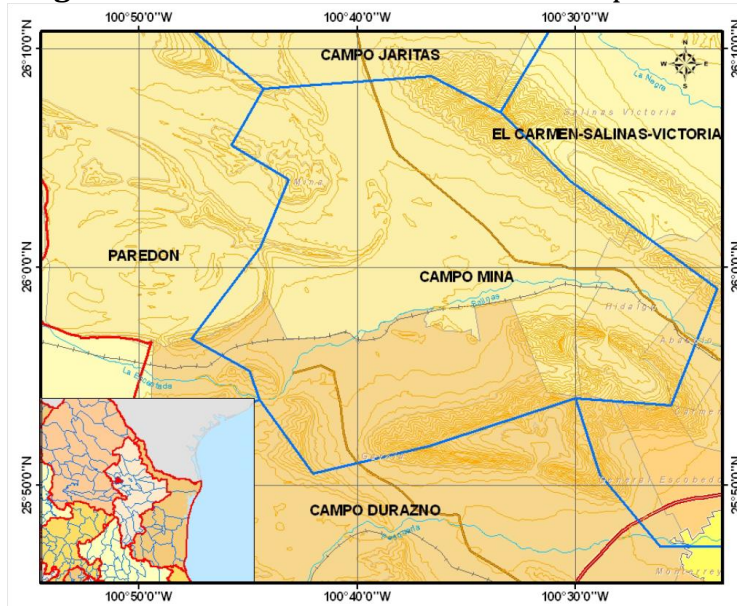 100°50'0"W 100°40'0"W 100°30'0"W
26°10'0"N
26°10'0"N
CAMPO JARITAS
N
W E
S
La Negra
Salinas Victoria
EL CARMEN-SALINAS-VICTORIA
Mina
PAREDON
26°0'0"N
26°0'0"N
CAMPO MINA
Salinas
Hidalgo
Abasolo
La Encantada
Carmen
García
25°50'0"N
25°50'0"N
General Escobedo
CAMPO DURAZNO
Pesquería
Monterrey
100°50'0"W 100°40'0"W 100°30'0"W